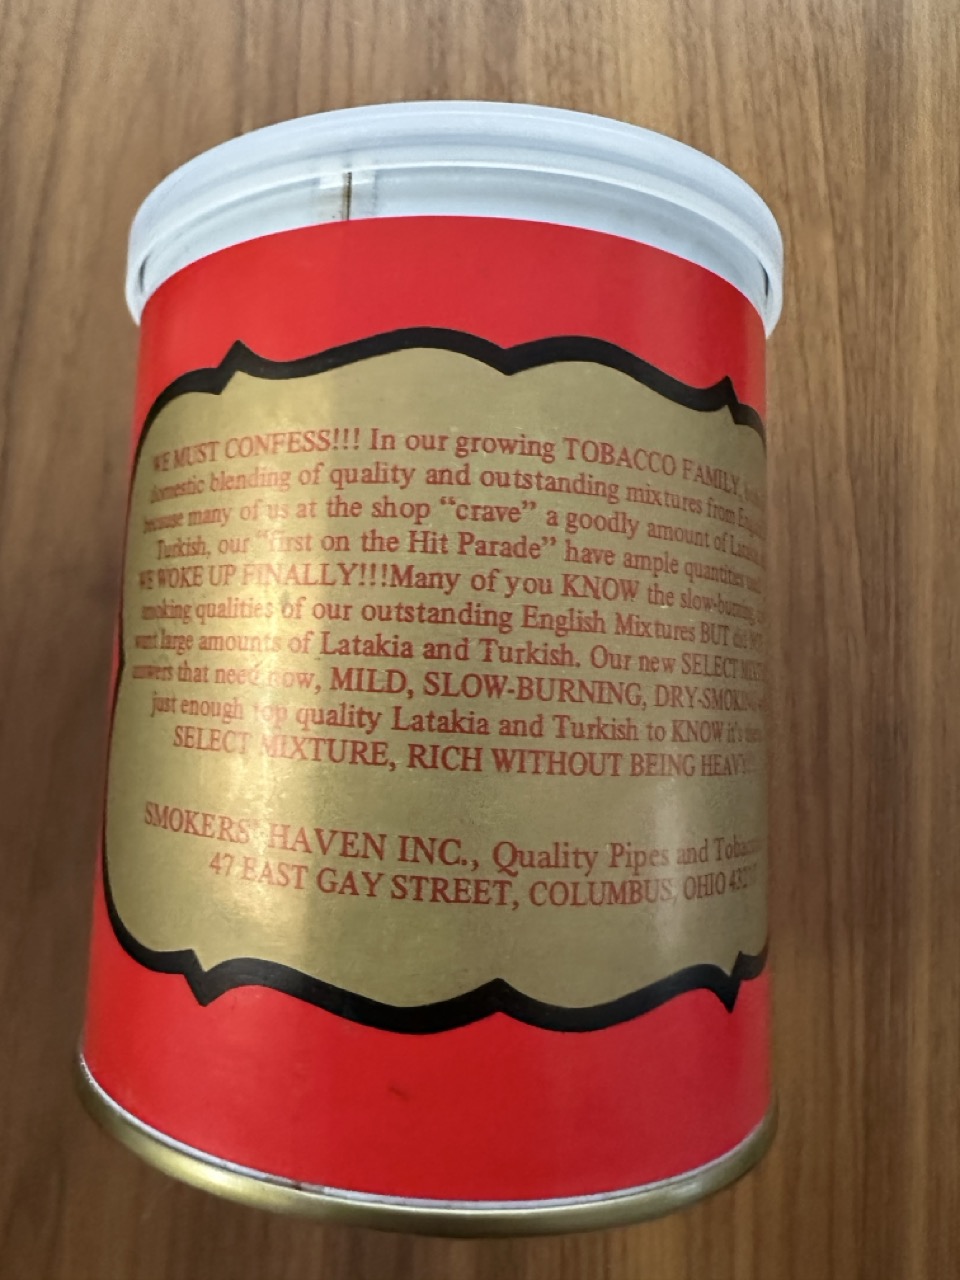 WE MUST CONFESS!!! In our growing TOBACCO FAMILY,
domestic blending of quality and outstanding mixtures from
because many of us at the shop “crave” a goodly amount of
Turkish, our “first on the Hit Parade” have ample quantities
WE WOKE UP FINALLY!!!Many of you KNOW the slow-burning,
smoking qualities of our outstanding English Mixtures BUT
want large amounts of Latakia and Turkish. Our new SELECT
answers that need now, MILD, SLOW-BURNING,
just enough top quality Latakia and Turkish to KNOW it's
SELECT MIXTURE, RICH WITHOUT BEING HEAVY
SMOKERS' HAVEN INC., Quality Pipes and
47 EAST GAY STREET, COLUMBUS, OHIO